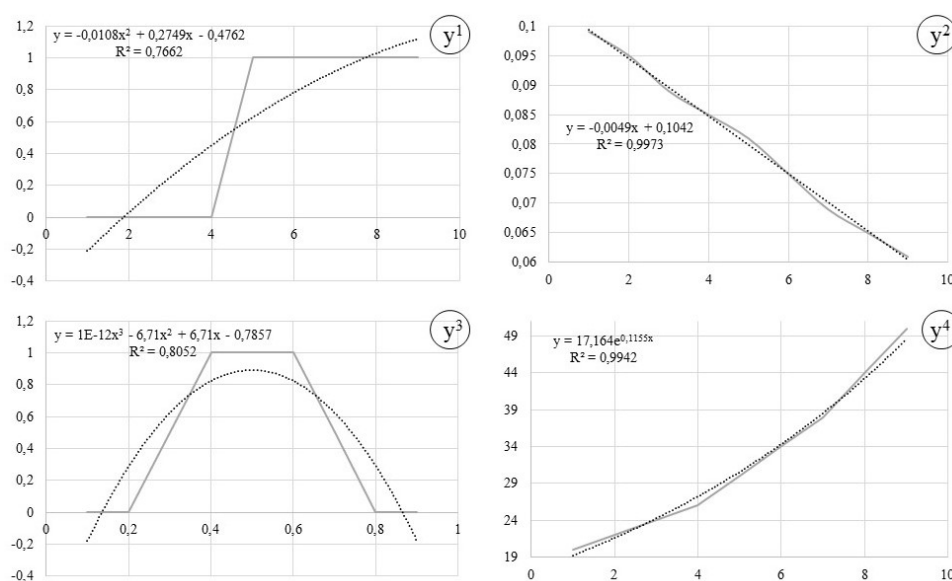 1,2
y = -0,0108x² + 0,2749x - 0,4762
R² = 0,7662
y¹
1
0,8
0,6
0,4
0,2
0
0 2 4 6 8 10
-0,2
-0,4
0,1
y²
0,095
0,09
0,085
y = -0,0049x + 0,1042
R² = 0,9973
0,08
0,075
0,07
0,065
0,06
0 2 4 6 8 10
1,2
y = 1E-12x³ - 6,71x² + 6,71x - 0,7857
R² = 0,8052
y³
1
0,8
0,6
0,4
0,2
0
0 0,2 0,4 0,6 0,8 1
-0,2
-0,4
y⁴
49
y = 17,164e^0,1155x
R² = 0,9942
44
39
34
29
24
19
0 2 4 6 8 10